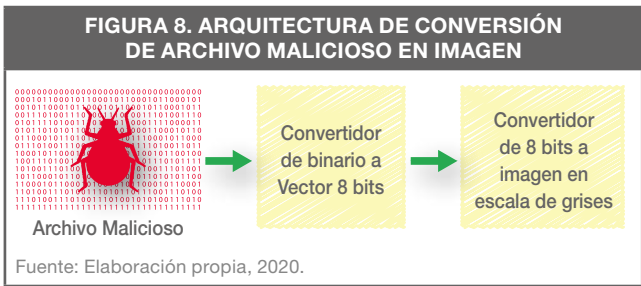 FIGURA 8. ARQUITECTURA DE CONVERSIÓN
DE ARCHIVO MALICIOSO EN IMAGEN
Archivo Malicioso
Convertidor
de binario a
Vector 8 bits
Convertidor
de 8 bits a
imagen en
escala de grises
Fuente: Elaboración propia, 2020.